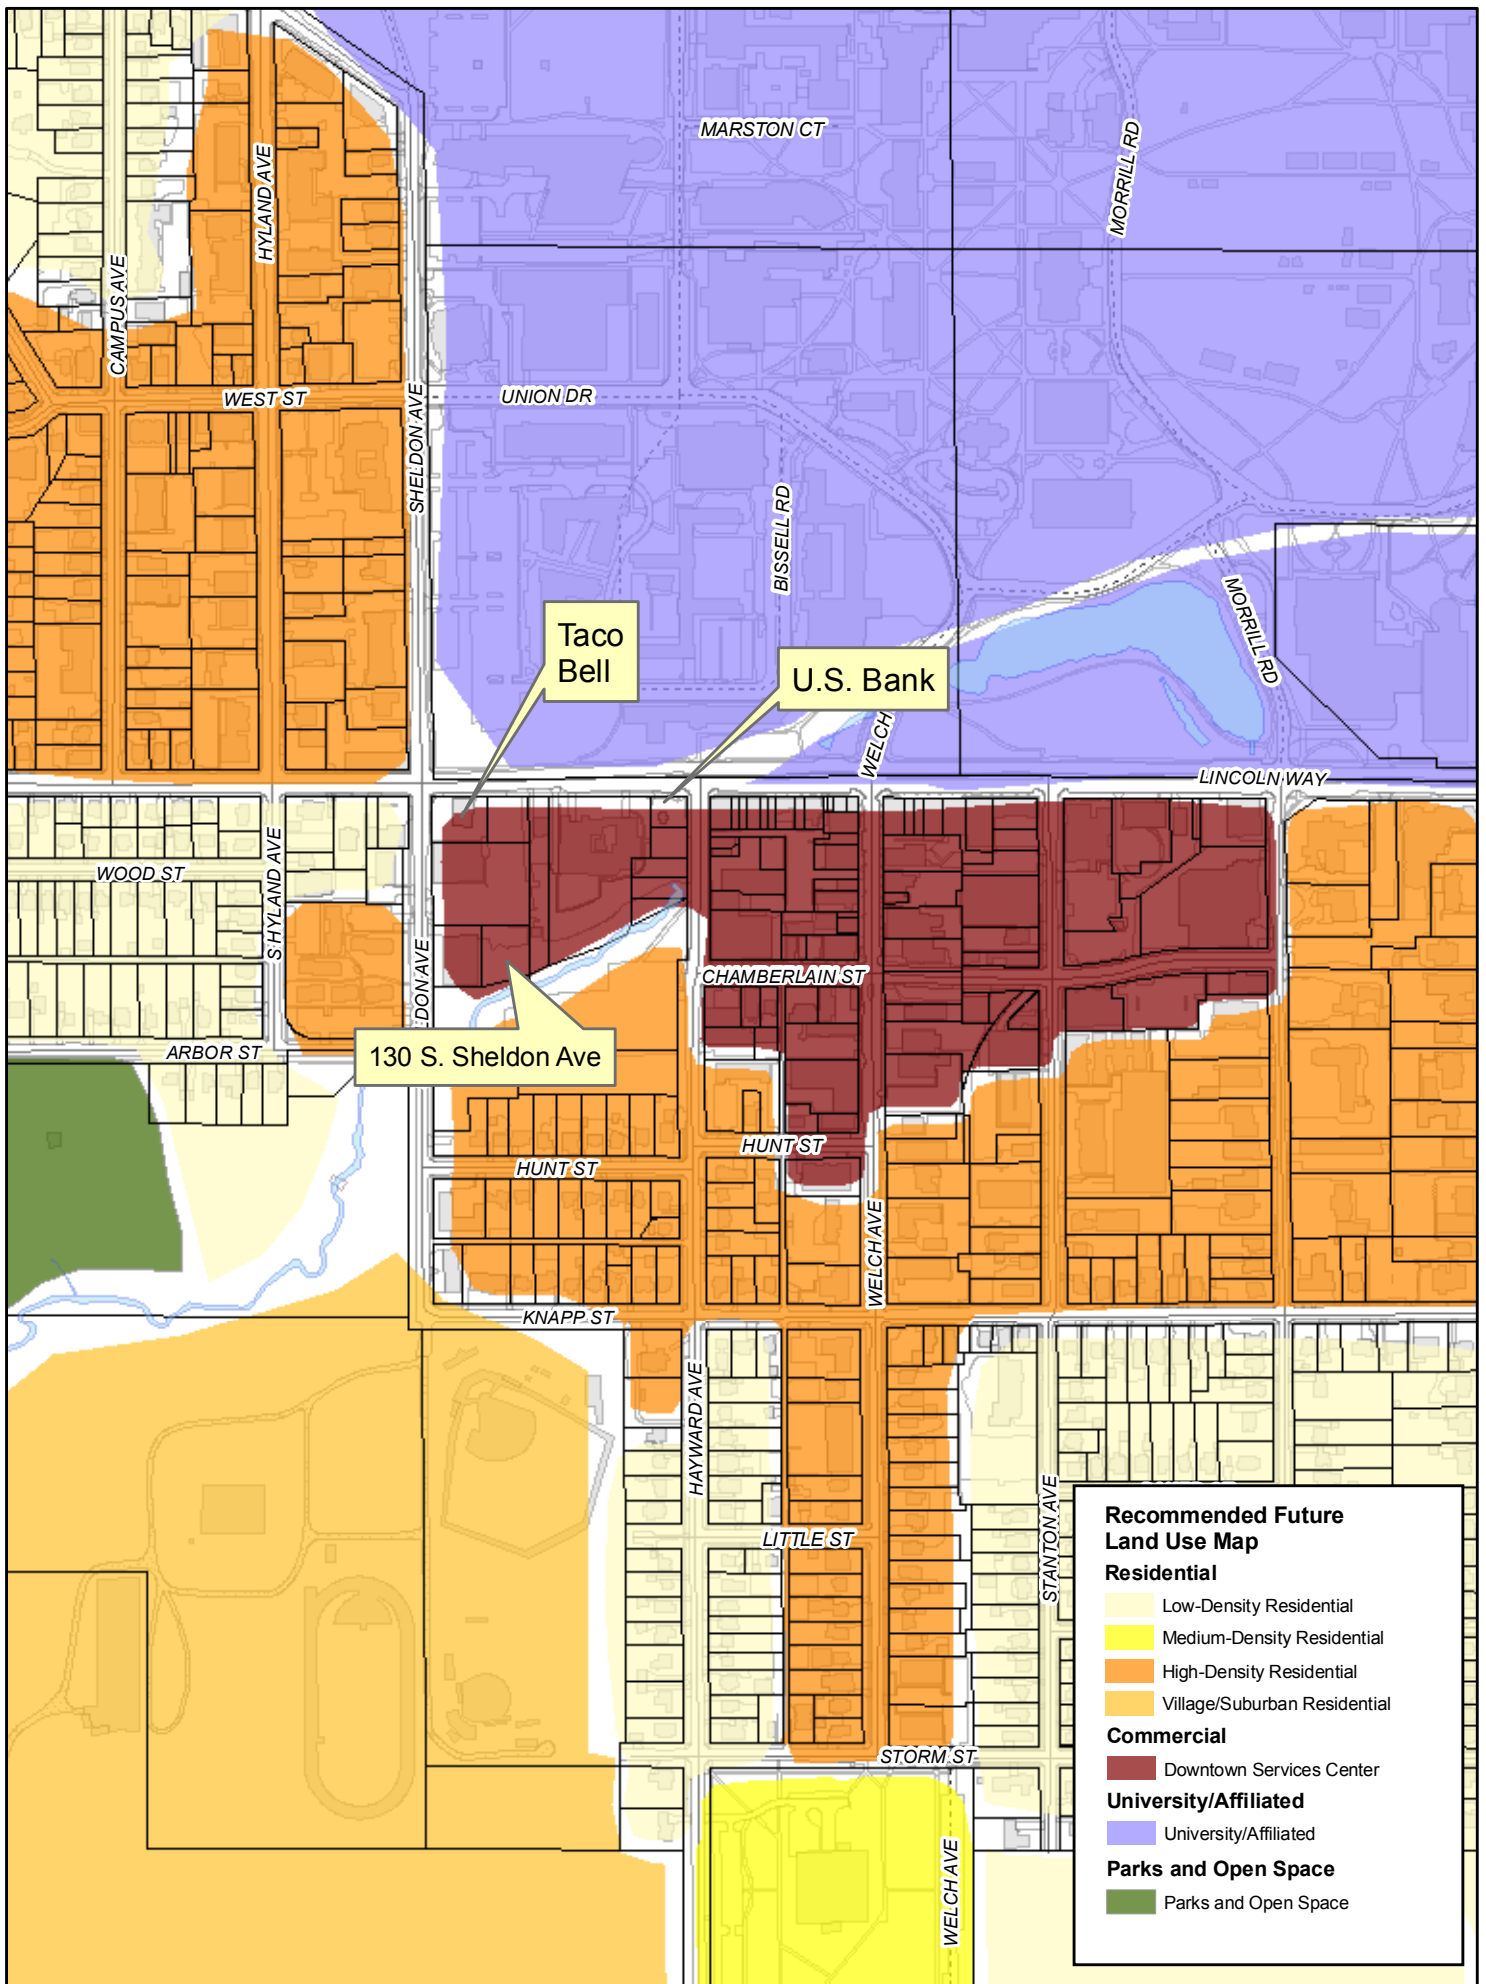 MARSTON CT
MORRILL RD
HYLAND AVE
CAMPUS AVE
WEST ST
SHELDON AVE
UNION DR
BISSELL RD
MORRILL RD
Taco
Bell
U.S. Bank
WELCH
LINCOLN WAY
WOOD ST
S HYLAND AVE
DON AVE
CHAMBERLAIN ST
130 S. Sheldon Ave
ARBOR ST
HUNT ST
HUNT ST
WELCH AVE
KNAPP ST
HAYWARD AVE
STANTON AVE
LITTLE ST
STORM ST
WELCH AVE
Recommended Future
Land Use Map
Residential
Low-Density Residential
Medium-Density Residential
High-Density Residential
Village/Suburban Residential
Commercial
Downtown Services Center
University/Affiliated
University/Affiliated
Parks and Open Space
Parks and Open Space